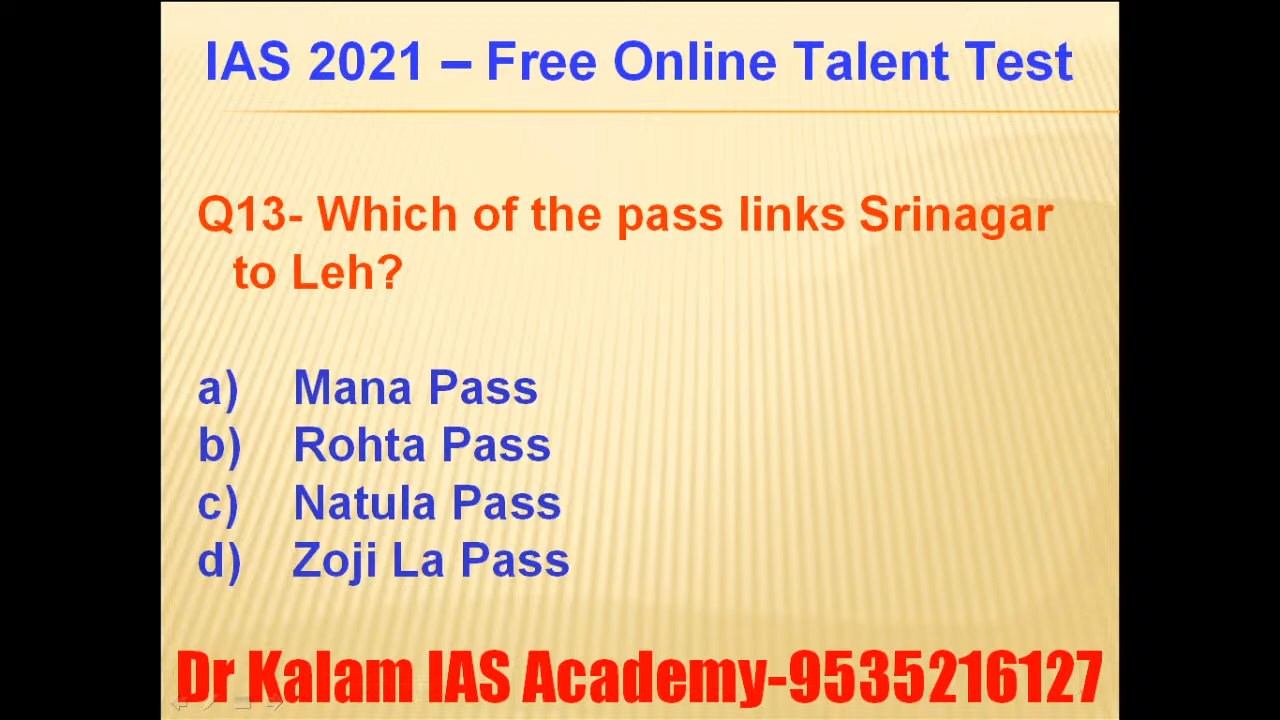 IAS 2021 – Free Online Talent Test
Q13- Which of the pass links Srinagar
to Leh?
a) Mana Pass
b) Rohta Pass
c) Natula Pass
d) Zoji La Pass
Dr Kalam IAS Academy-9535216127